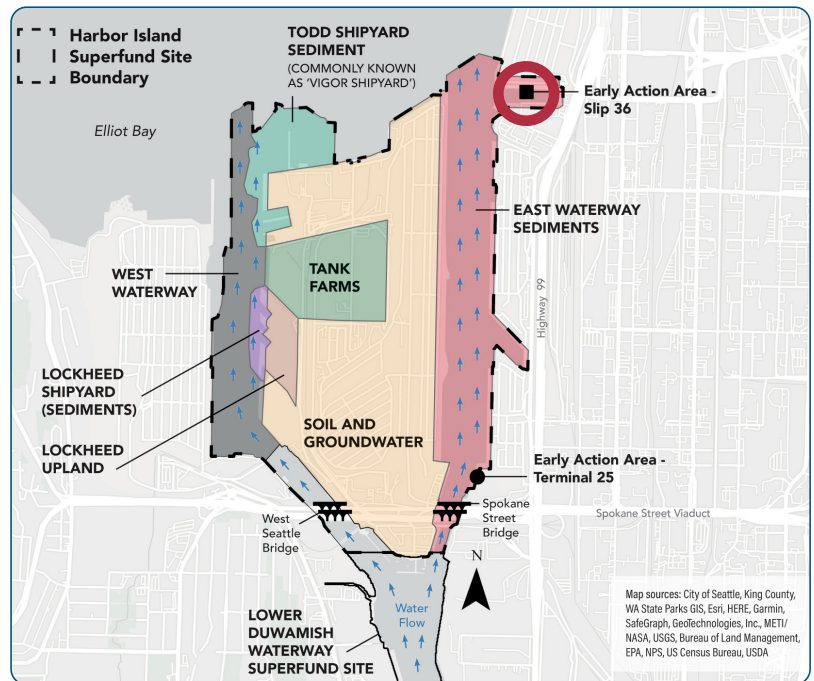 Harbor Island
Superfund Site
Boundary
TODD SHIPYARD
SEDIMENT
(COMMONLY KNOWN
AS ‘VIGOR SHIPYARD’)
Elliot Bay
Early Action Area -
Slip 36
EAST WATERWAY
SEDIMENTS
WEST
WATERWAY
TANK
FARMS
Highway 99
LOCKHEED
SHIPYARD
(SEDIMENTS)
LOCKHEED
UPLAND
SOIL AND
GROUNDWATER
Early Action Area -
Terminal 25
West
Seattle
Bridge
Spokane
Street
Bridge
Spokane Street Viaduct
N
Water
Flow
LOWER
DUWAMISH
WATERWAY
SUPERFUND SITE
Map sources: City of Seattle, King County,
WA State Parks GIS, Esri, HERE, Garmin,
SafeGraph, GeoTechnologies, Inc., METI/
NASA, USGS, Bureau of Land Management,
EPA, NPS, US Census Bureau, USDA